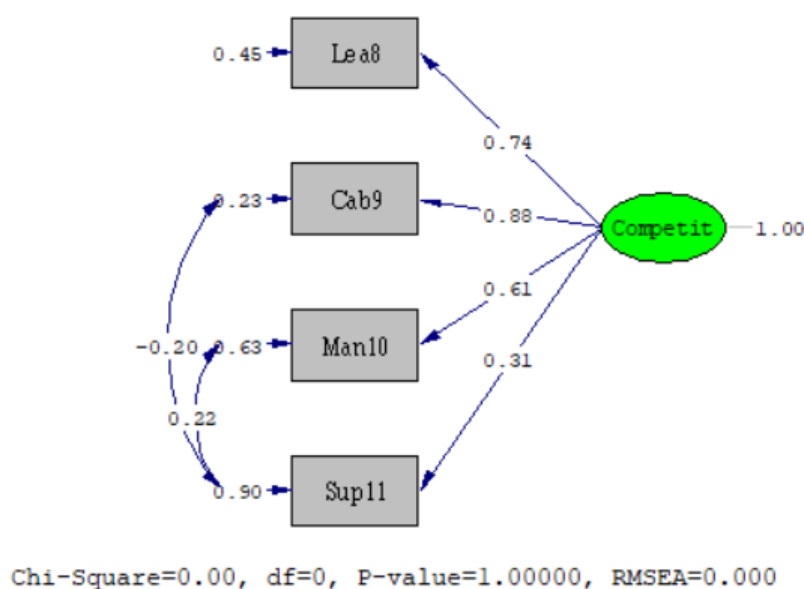 0.45 Lea8
0.74
0.23 Cab9
0.88 Competit 1.00
0.61
-0.20 0.63 Man10
0.31
0.22
0.90 Sup11
Chi-Square=0.00, df=0, P-value=1.00000, RMSEA=0.000